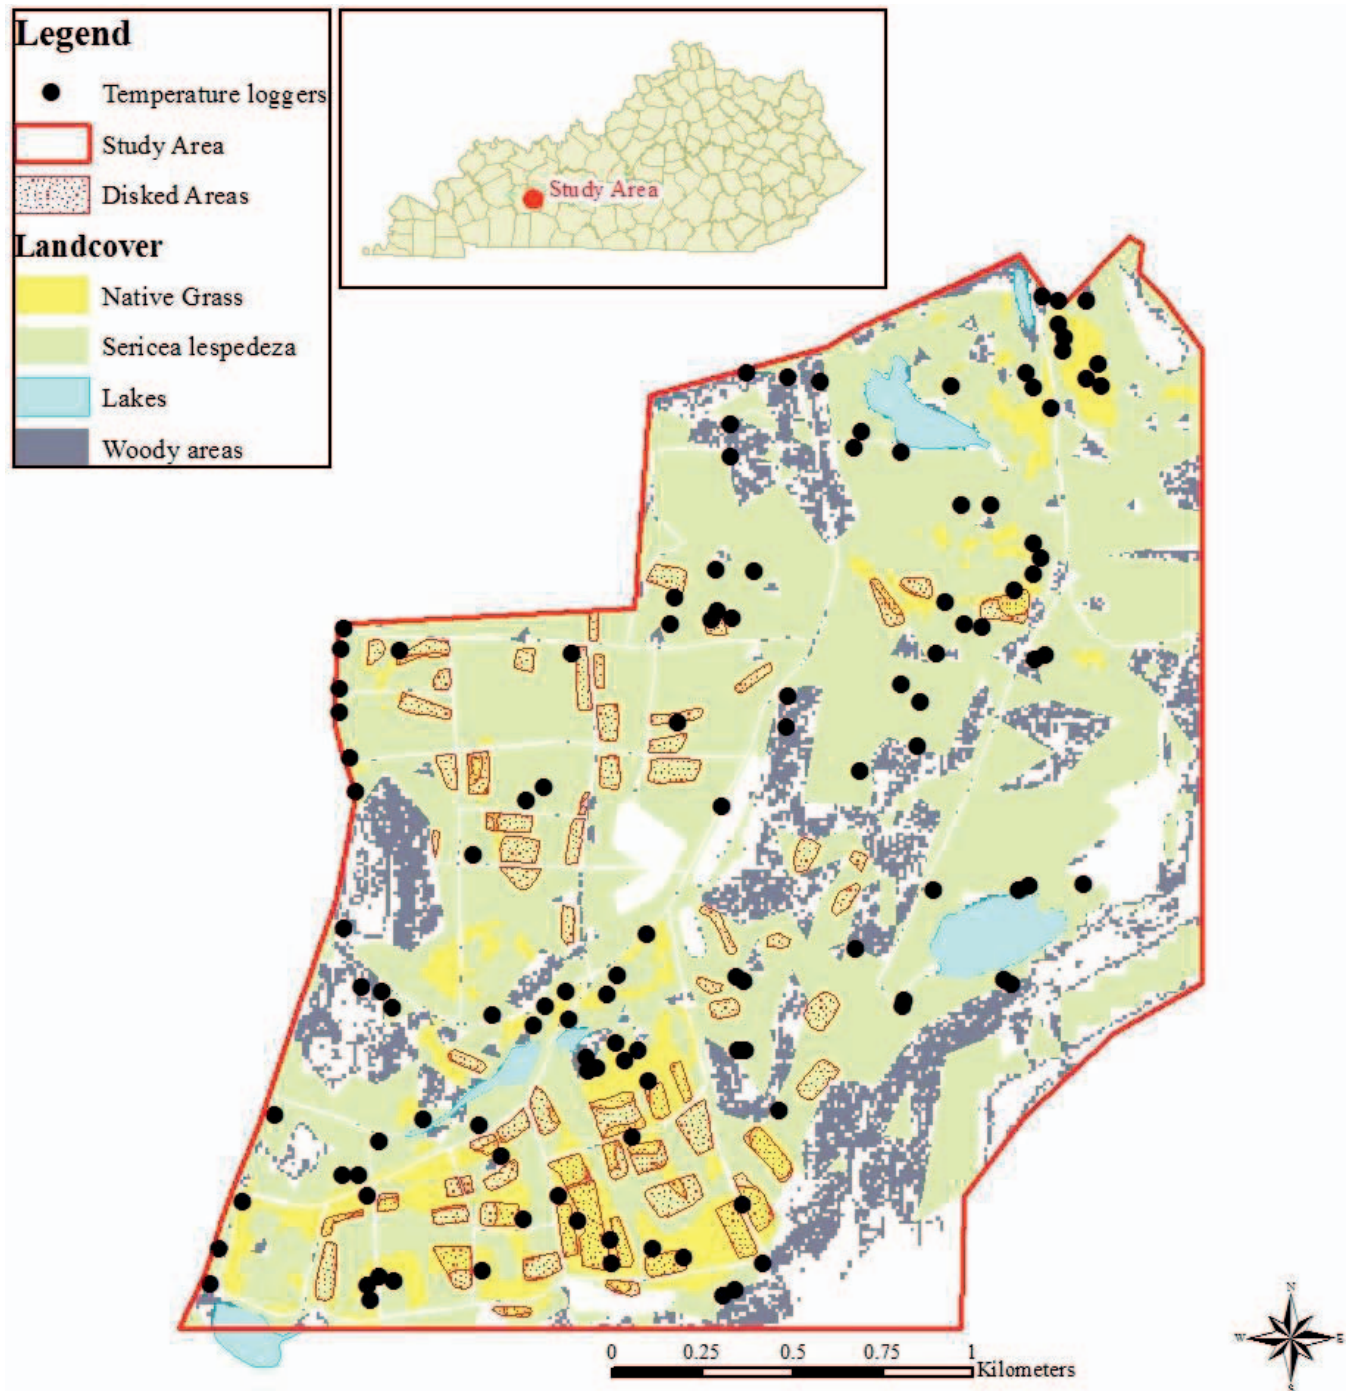 Legend
Temperature loggers
Study Area
Disked Areas
Landcover
Native Grass
Sericea lespedeza
Lakes
Woody areas
Study Area
0 0.25 0.5 0.75 1
Kilometers
N
W E
S